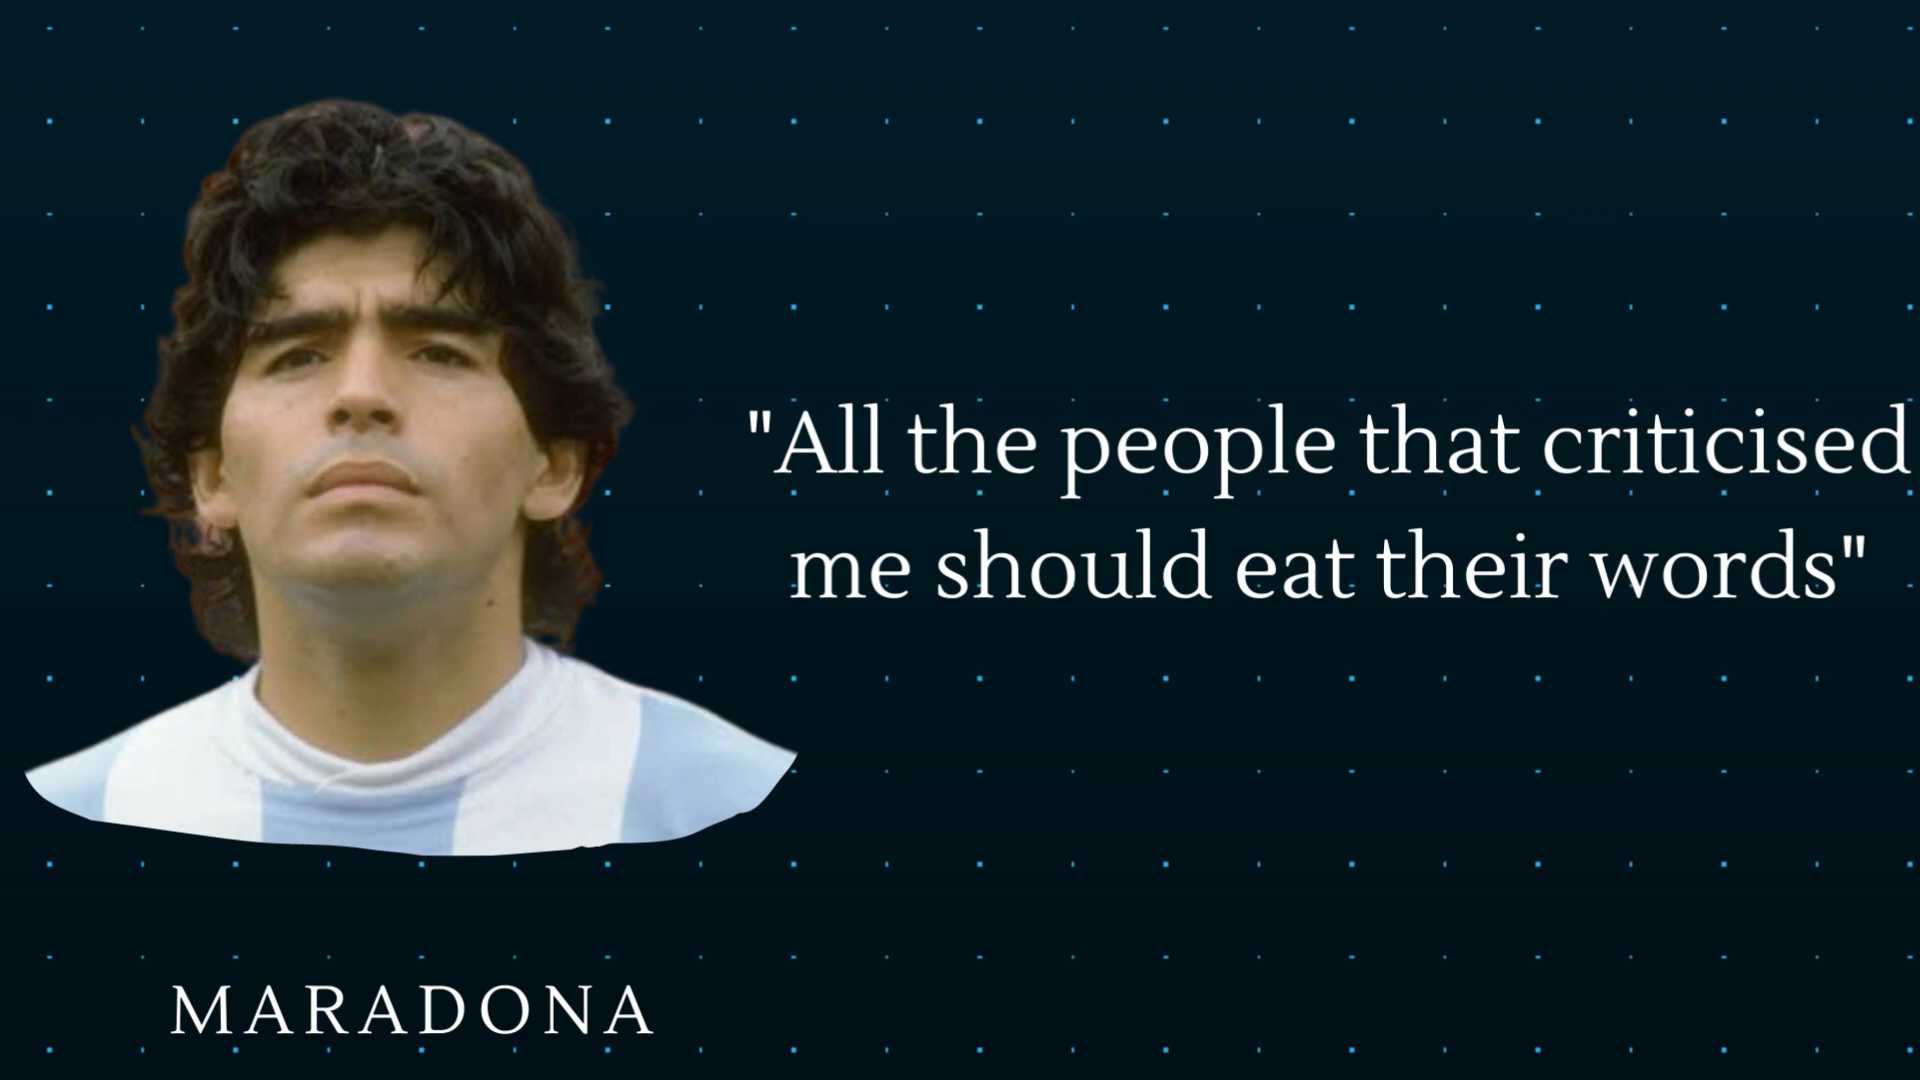 "All the people that criticised
me should eat their words"
MARADONA